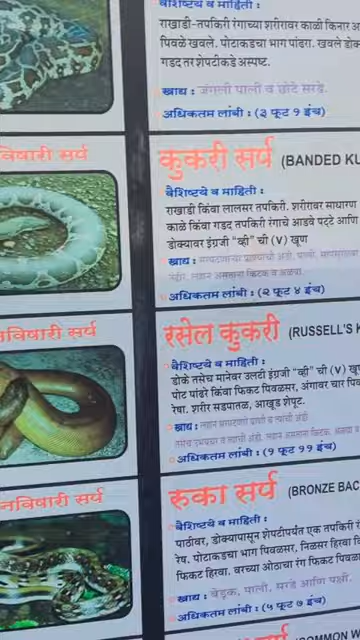 वैशिष्ट्ये व माहिती :
राखाडी-तपकिरी रंगाच्या शरीरावर काळी किनार अ
पिवळे खवले. पोटाकडचा भाग पांढरा. खवले डोक
गडद तर शेपटीकडे अस्पष्ट.
खाद्य : जंगली पाली व छोटे सरडे.
अधिकतम लांबी : (३ फूट ९ इंच)
विषारी सर्प
कुकरी सर्प (BANDED KU
वैशिष्ट्ये व माहिती :
राखाडी किंवा लालसर तपकिरी. शरीरावर साधारण
काळे किंवा गडद तपकिरी रंगाचे आडवे पट्टे आणि
डोक्यावर इंग्रजी "व्ही" ची (V) खूण
खाद्य :
अधिकतम लांबी : (२ फूट ४ इंच)
नविषारी सर्प
रसेल कुकरी (RUSSELL'S K
वैशिष्ट्ये व माहिती :
डोके तसेच मानेवर उलटी इंग्रजी "व्ही" ची (V) खू
पोट पांढरे किंवा फिकट पिवळसर, अंगावर चार पिव
रेषा. शरीर सडपातळ, आखूड शेपूट.
खाद्य :
अधिकतम लांबी : (१ फूट ११ इंच)
नविषारी सर्प
रुका सर्प (BRONZE BAC
वैशिष्ट्ये व माहिती :
पाठीवर, डोक्यापासून शेपटीपर्यंत एक तपकिरी र
रेष. पोटाकडचा भाग पिवळसर, निळसर हिरवा वि
फिकट हिरवा. वरच्या ओठाचा रंग फिकट पिवळा
खाद्य : बेडूक, पाली, सरडे आणि पक्षी.
अधिकतम लांबी : (५ फूट ७ इंच)
सर्प (COMMON W